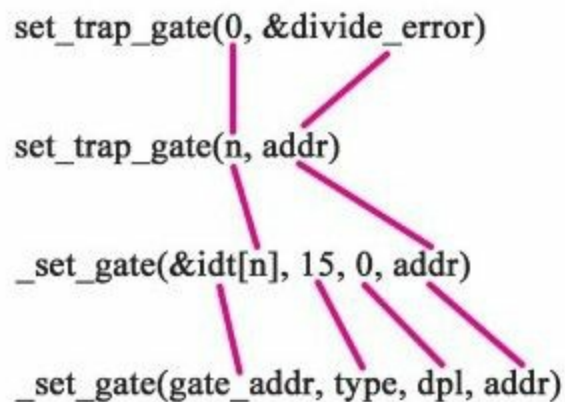 set_trap_gate(0, &divide_error)
set_trap_gate(n, addr)
_set_gate(&idt[n], 15, 0, addr)
_set_gate(gate_addr, type, dpl, addr)